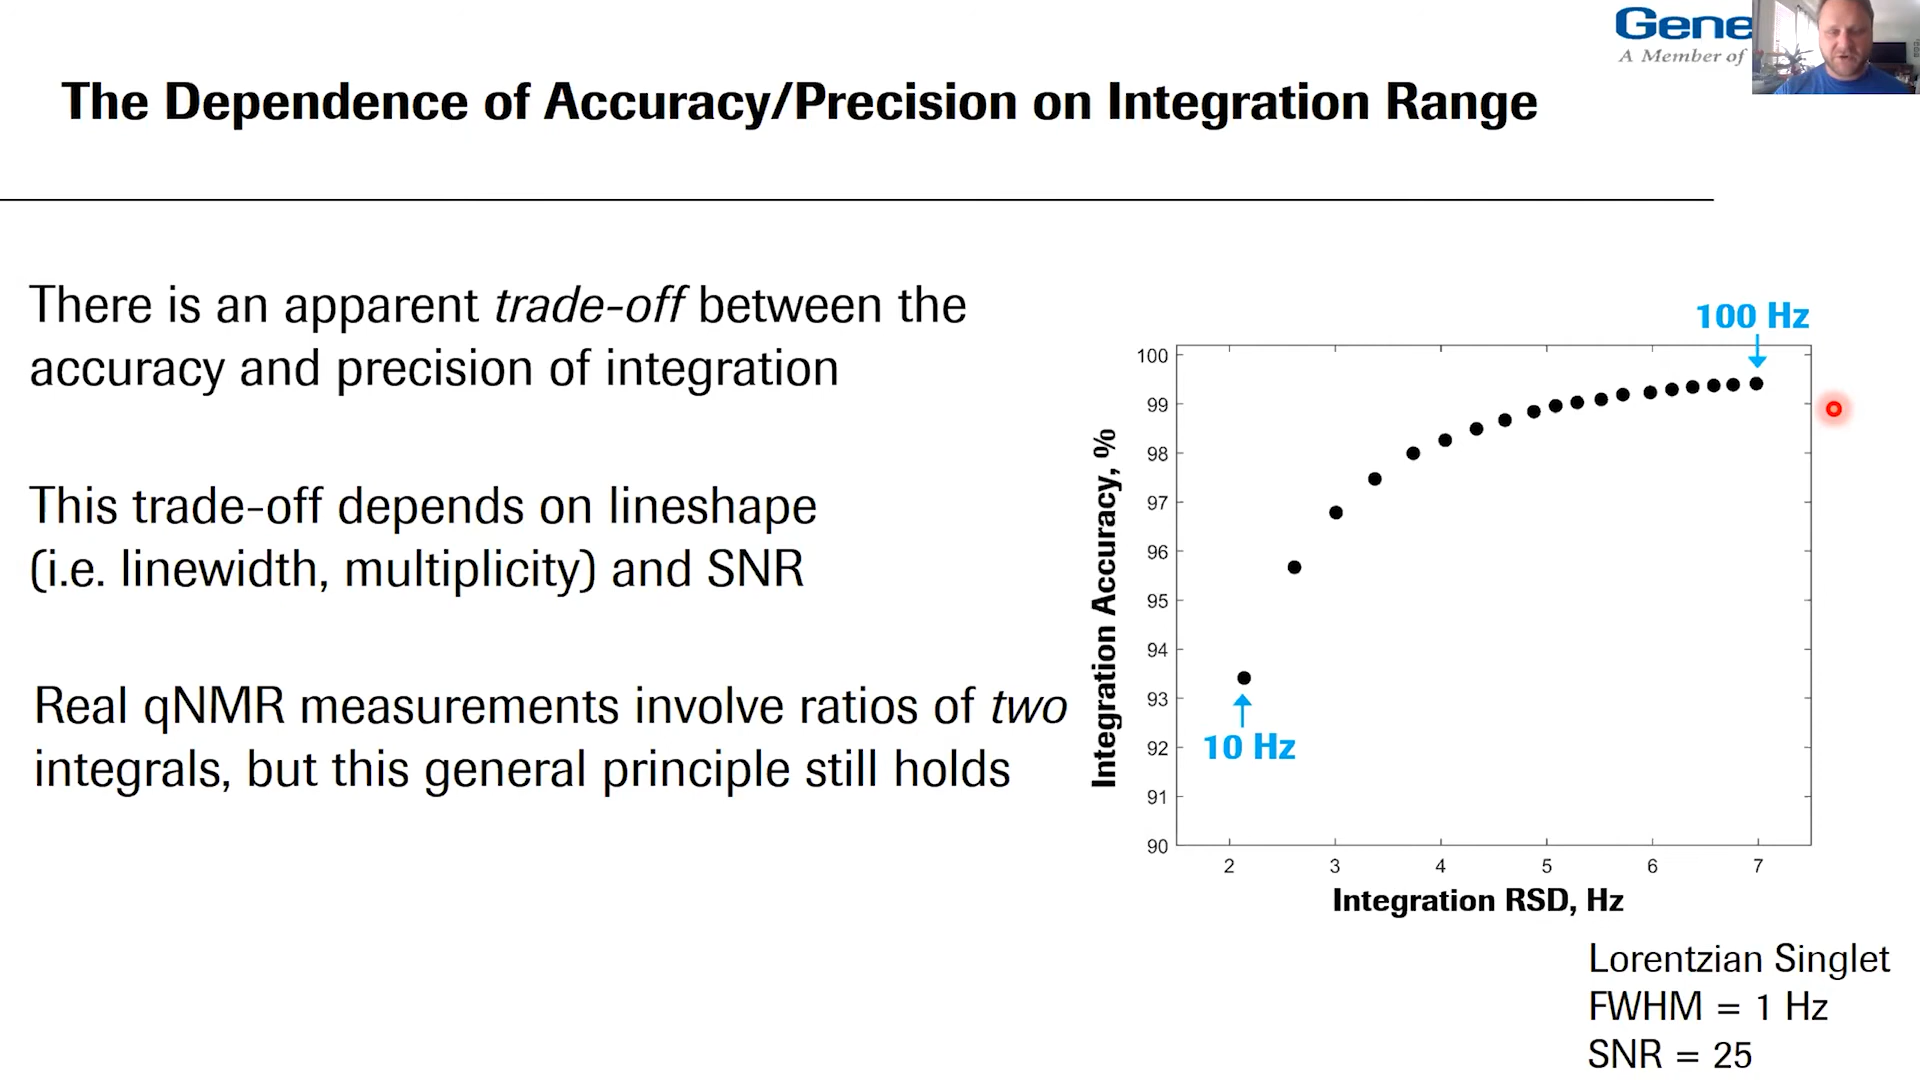 Gene
A Member of
The Dependence of Accuracy/Precision on Integration Range
There is an apparent trade-off between the
accuracy and precision of integration
This trade-off depends on lineshape
(i.e. linewidth, multiplicity) and SNR
Real qNMR measurements involve ratios of two
integrals, but this general principle still holds
100 Hz
100
99
98
97
96
95
94
93
92
91
90
Integration Accuracy, %
10 Hz
2 3 4 5 6 7
Integration RSD, Hz
Lorentzian Singlet
FWHM = 1 Hz
SNR = 25